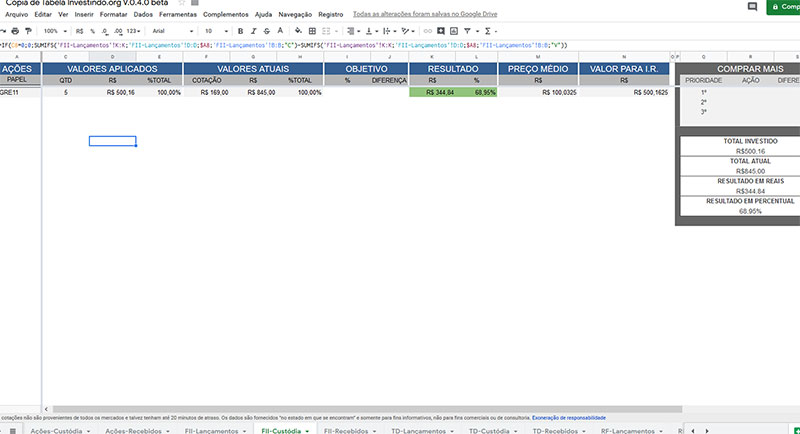 Cópia de Tabela Investindo.org V.0.4.0 beta
Arquivo Editar Ver Inserir Formatar Dados Ferramentas Complementos Ajuda Navegação Registro Todas as alterações foram salvas no Google Drive
100% R$ % .0 .00 123 Arial 10
=IF(C8=0;0;SUMIFS('FII-Lançamentos'!K:K;'FII-Lançamentos'!D:D;$A8;'FII-Lançamentos'!B:B;"C")-SUMIFS('FII-Lançamentos'!K:K;'FII-Lançamentos'!D:D;$A8;'FII-Lançamentos'!B:B;"V"))
A C D E F G H I J K L M N O P Q R S
AÇÕES VALORES APLICADOS VALORES ATUAIS OBJETIVO RESULTADO PREÇO MÉDIO VALOR PARA I.R. COMPRAR MAIS
PAPEL QTD R$ %TOTAL COTAÇÃO R$ %TOTAL % DIFERENÇA R$ % R$ R$ PRIORIDADE AÇÃO DIFERE
GRE11 5 R$ 500,16 100,00% R$ 169,00 R$ 845,00 100,00% R$ 344,84 68,95% R$ 100,0325 R$ 500,1625 1ª
2ª
3ª
TOTAL INVESTIDO
R$500.16
TOTAL ATUAL
R$845.00
RESULTADO EM REAIS
R$344.84
RESULTADO EM PERCENTUAL
68,95%
cotações não são provenientes de todos os mercados e talvez tenham até 20 minutos de atraso. Os dados são fornecidos "no estado em que se encontram" e somente para fins informativos, não para fins comerciais ou de consultoria. Exoneração de responsabilidade
Ações-Custódia Ações-Recebidos FII-Lançamentos FII-Custódia FII-Recebidos TD-Lançamentos TD-Custódia TD-Recebidos RF-Lançamentos